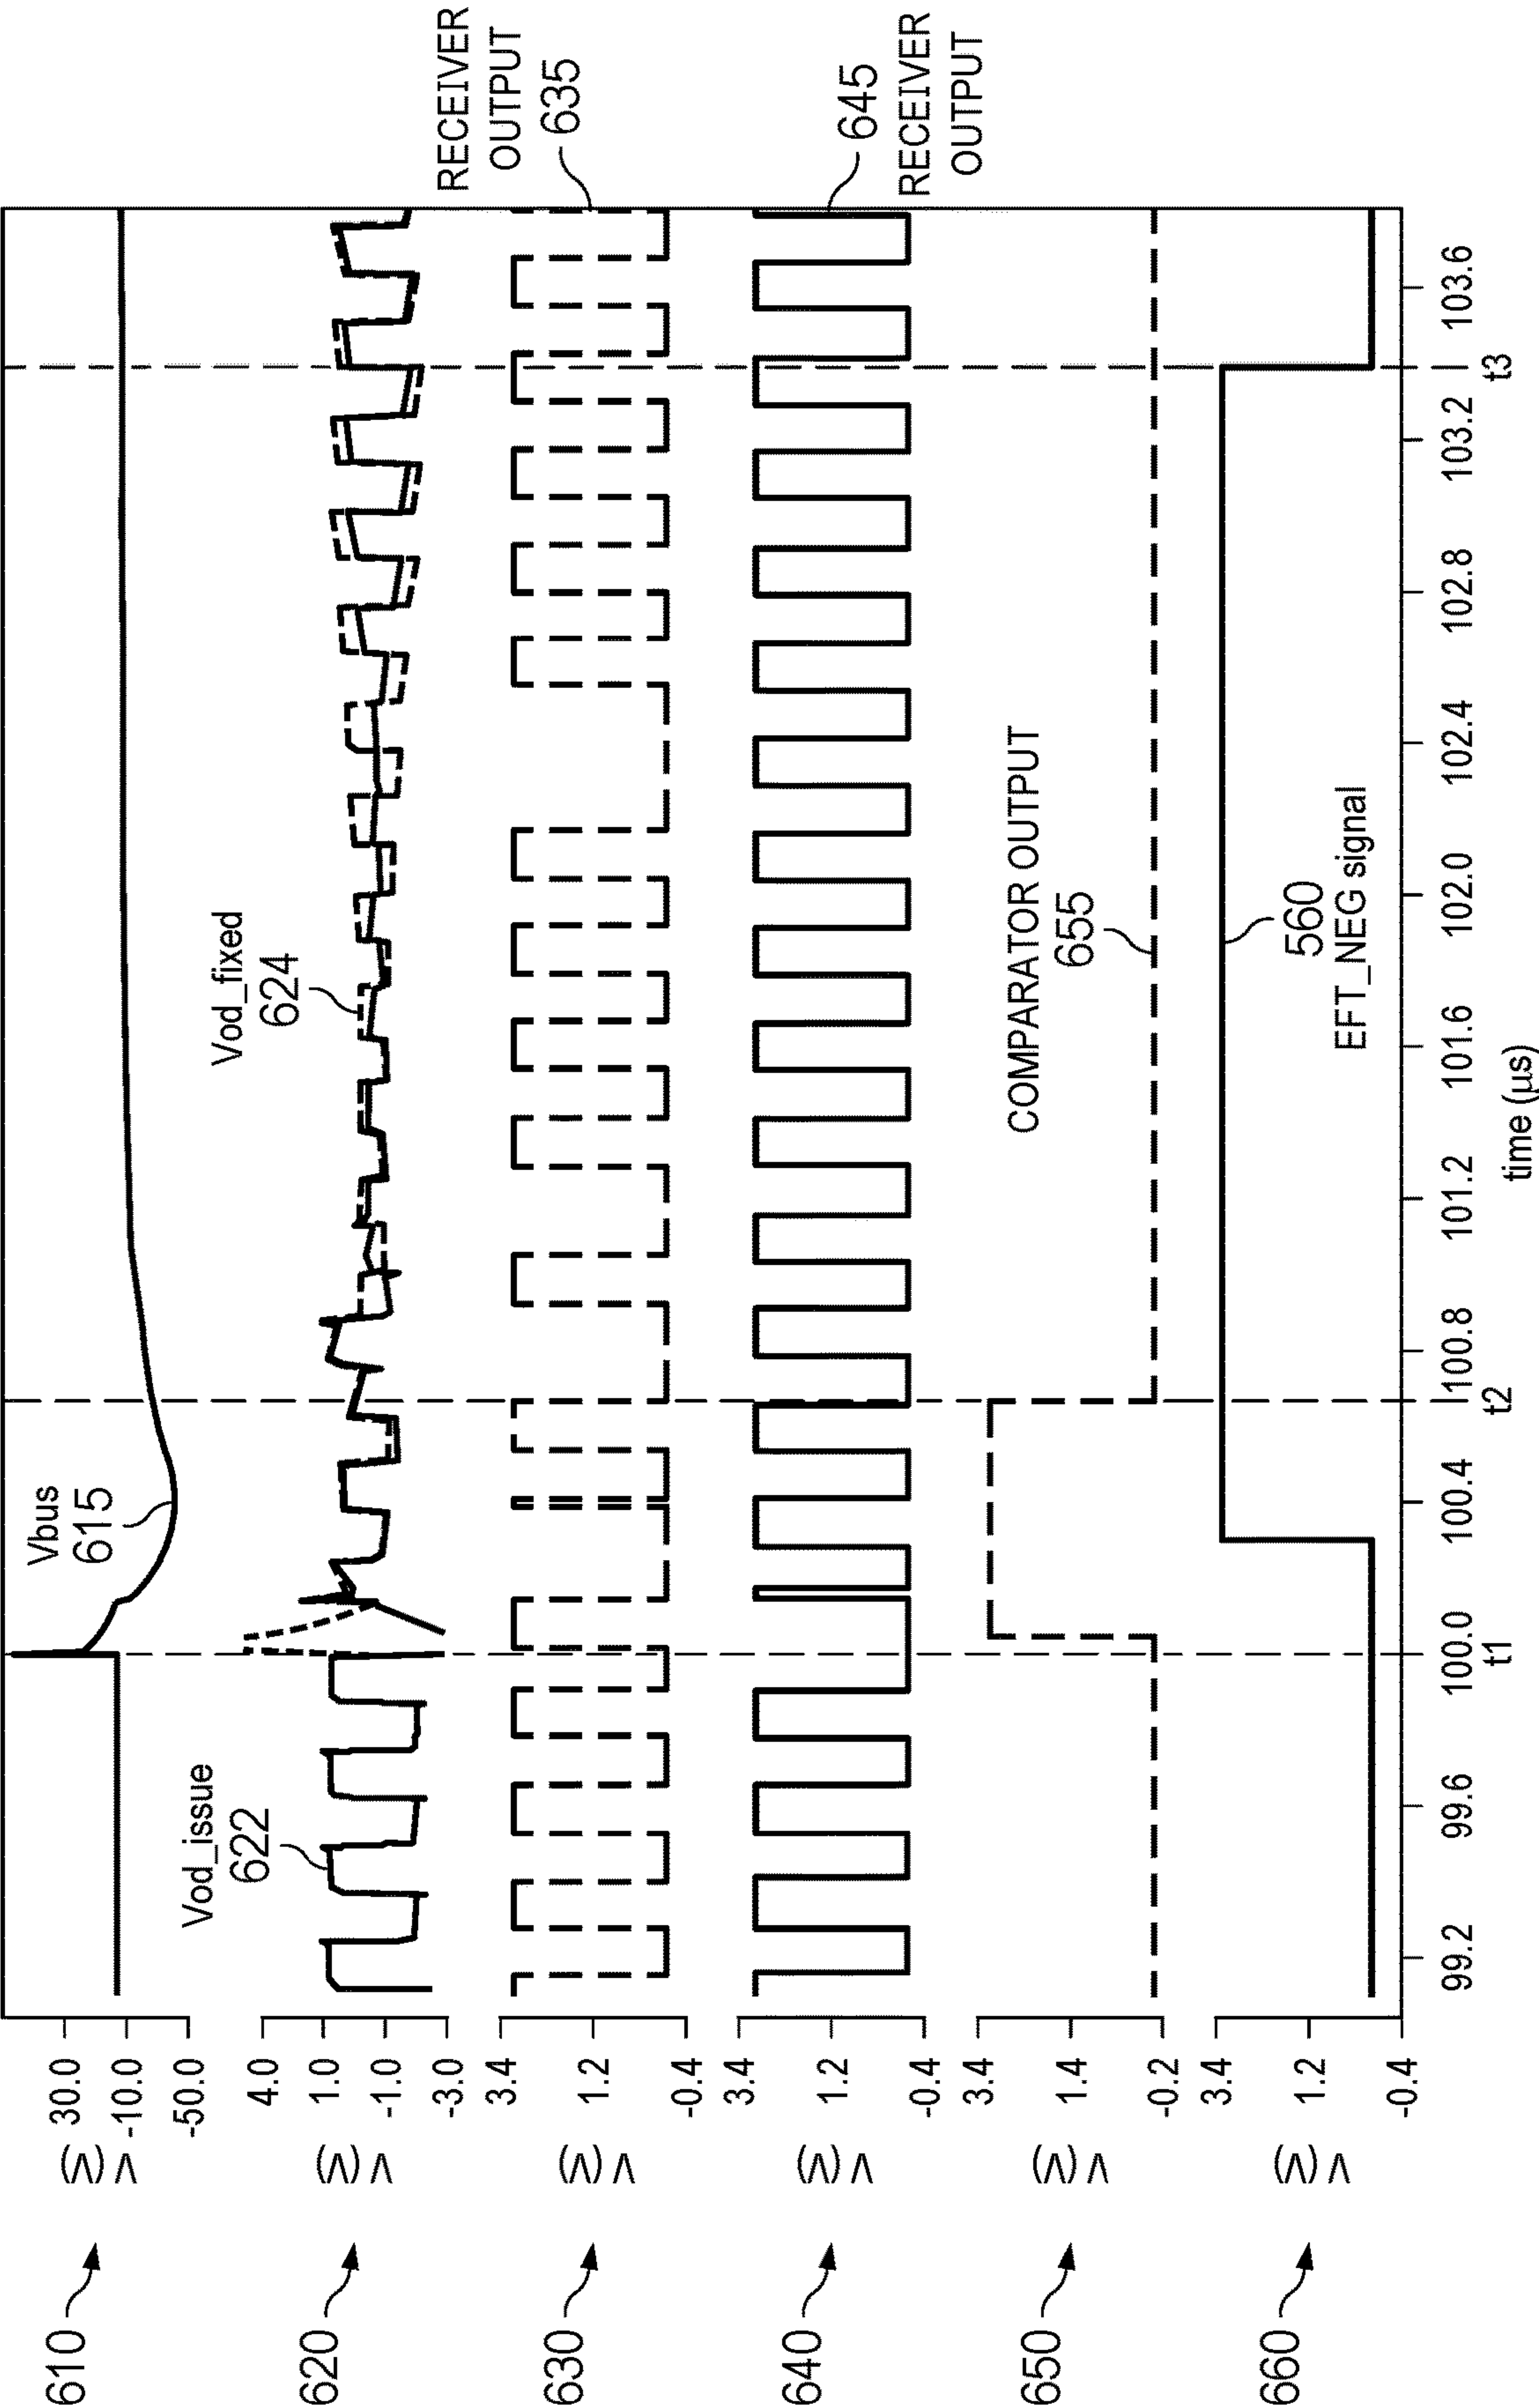 610
V (V)
30.0
-10.0
-50.0
Vbus
615
620
V (V)
4.0
1.0
-1.0
-3.0
Vod_issue
622
Vod_fixed
624
630
V (V)
3.4
1.2
-0.4
RECEIVER
OUTPUT
635
640
V (V)
3.4
1.2
-0.4
645
RECEIVER
OUTPUT
650
V (V)
3.4
1.4
-0.2
COMPARATOR OUTPUT
655
660
V (V)
3.4
1.2
-0.4
560
EFT_NEG signal
99.2
99.6
100.0
100.4
100.8
101.2
101.6
102.0
102.4
102.8
103.2
103.6
t1
t2
t3
time (µs)